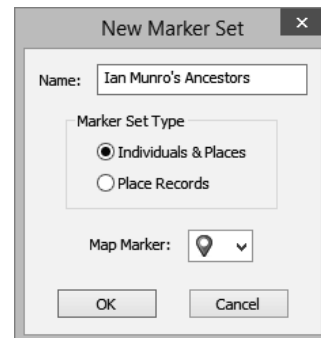 New Marker Set
Name: Ian Munro's Ancestors
Marker Set Type
Individuals & Places
Place Records
Map Marker:
OK Cancel